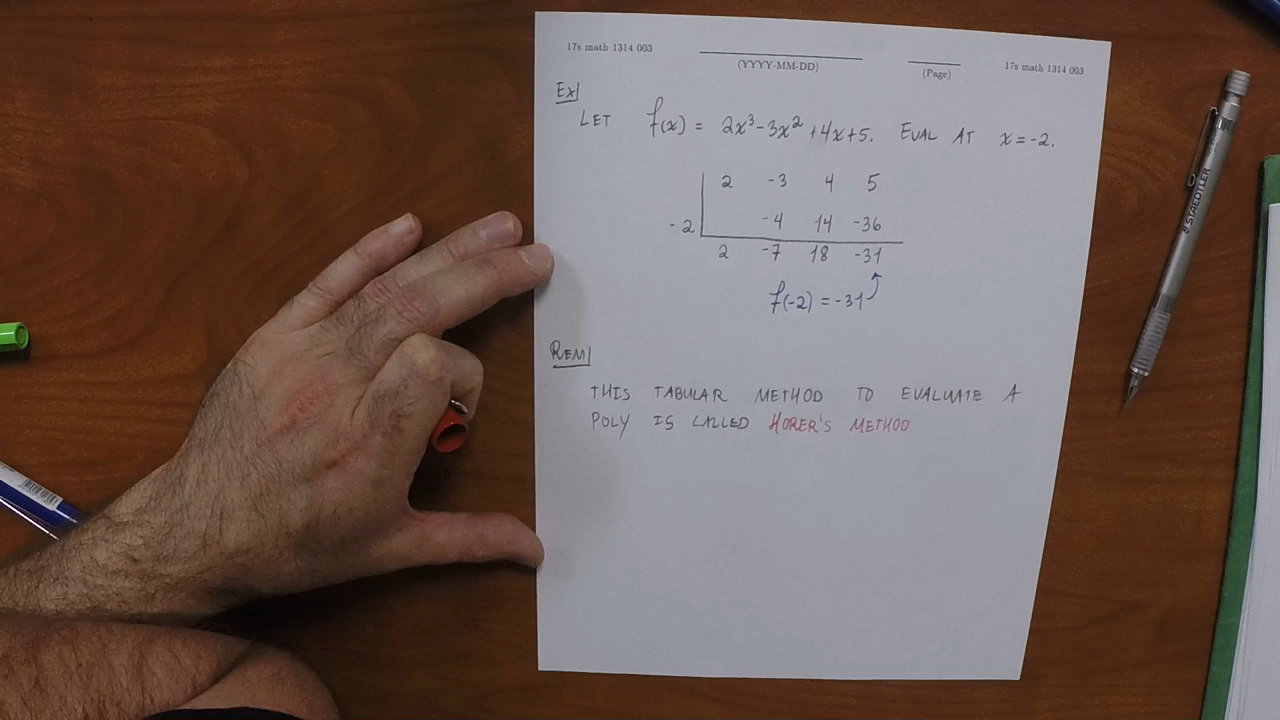 17s math 1314 003
(YYYY-MM-DD)
(Page)
17s math 1314 003
EX
LET f(x) = 2x³-3x²+4x+5. EVAL AT x=-2.
2 -3 4 5
-2 -4 14 -36
2 -7 18 -31
f(-2) = -31
REM
THIS TABULAR METHOD TO EVALUATE A
POLY IS CALLED HORER'S METHOD
STAEDTLER